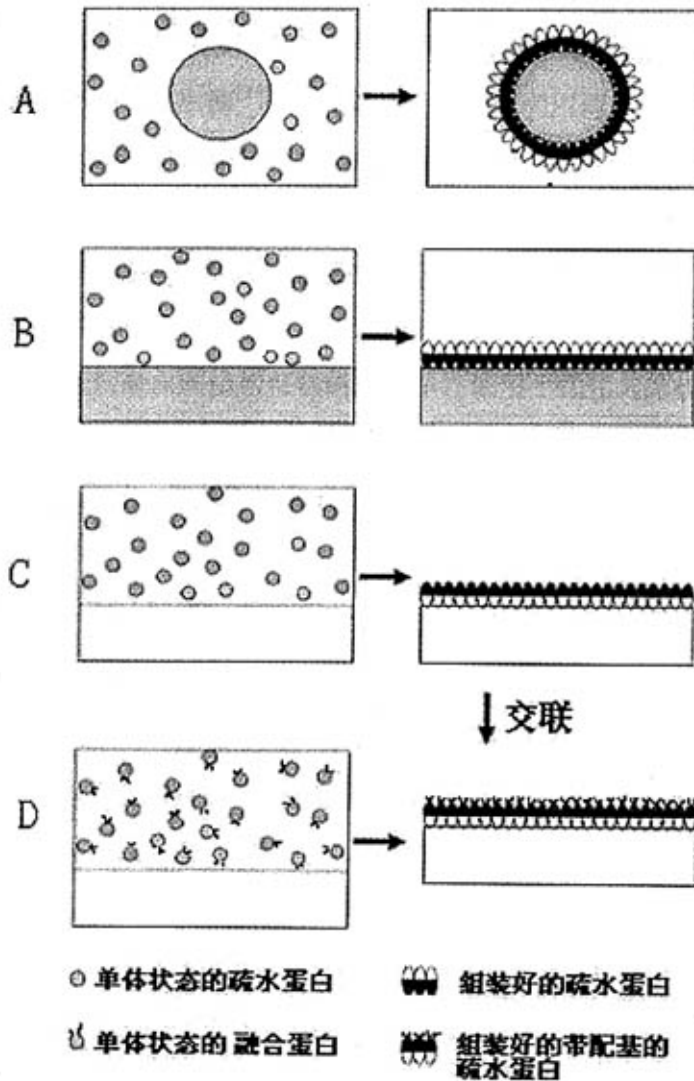 A
B
C
交联
D
单体状态的疏水蛋白
组装好的疏水蛋白
单体状态的 融合蛋白
组装好的带配基的
疏水蛋白